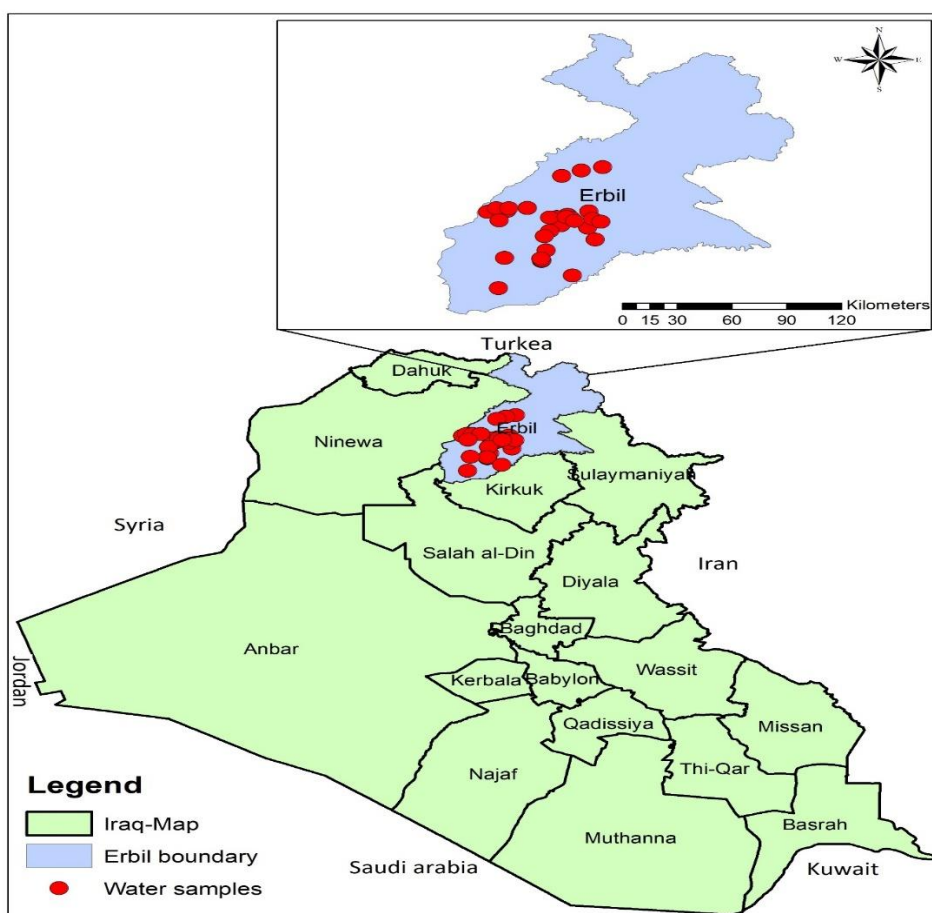 N
W
E
S
Erbil
Kilometers
0 15 30 60 90 120
Turkea
Dahuk
Ninewa
Erbil
Sulaymaniyah
Kirkuk
Syria
Salah al-Din
Iran
Diyala
Baghdad
Anbar
Wassit
Jordan
Kerbala
Babylon
Qadissiya
Missan
Najaf
Thi-Qar
Legend
Iraq-Map
Muthanna
Basrah
Erbil boundary
Saudi arabia
Kuwait
Water samples